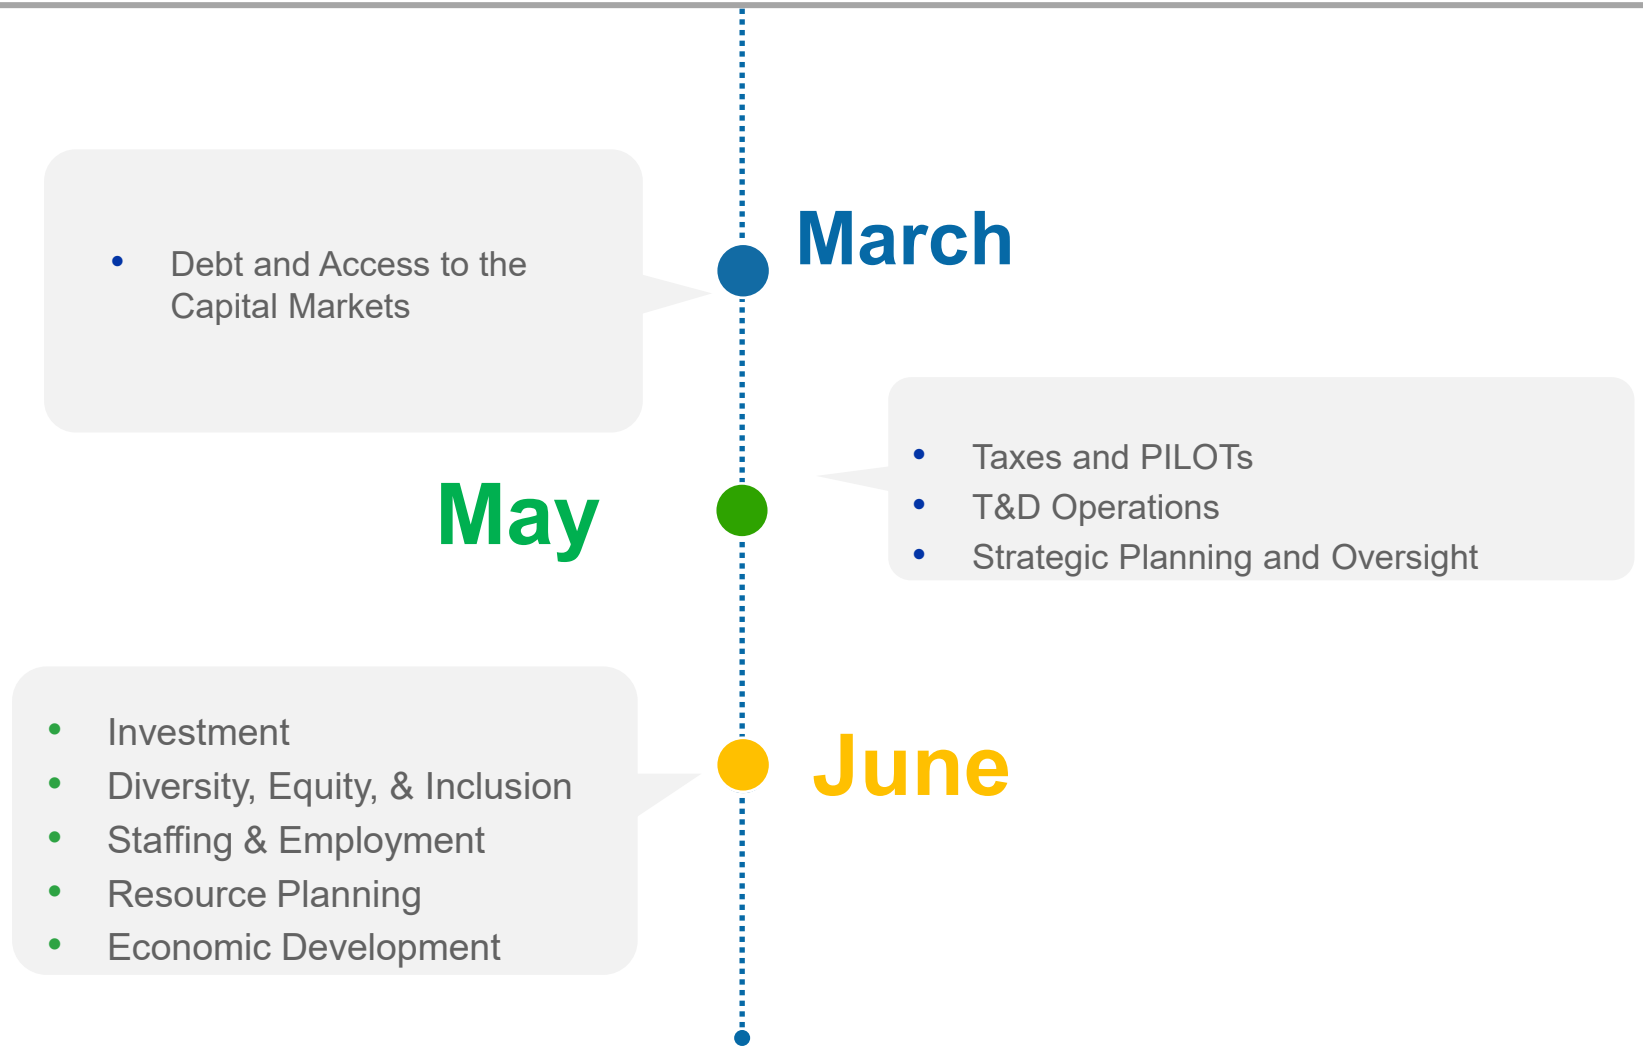 March
• Debt and Access to the
Capital Markets
May
• Taxes and PILOTs
• T&D Operations
• Strategic Planning and Oversight
June
• Investment
• Diversity, Equity, & Inclusion
• Staffing & Employment
• Resource Planning
• Economic Development